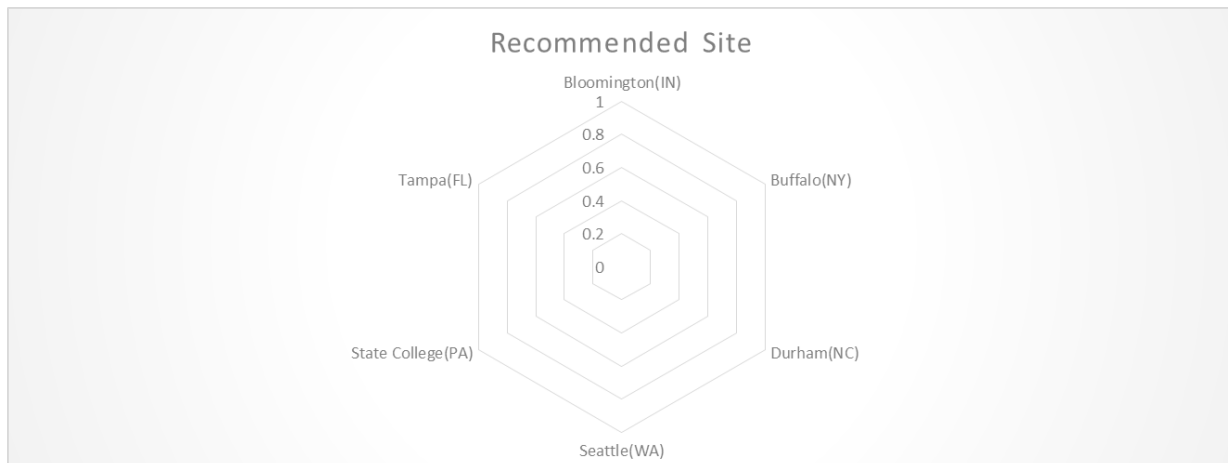 Recommended Site
Bloomington(IN)
1
0.8
0.6
0.4
0.2
0
Tampa(FL)
Buffalo(NY)
State College(PA)
Durham(NC)
Seattle(WA)